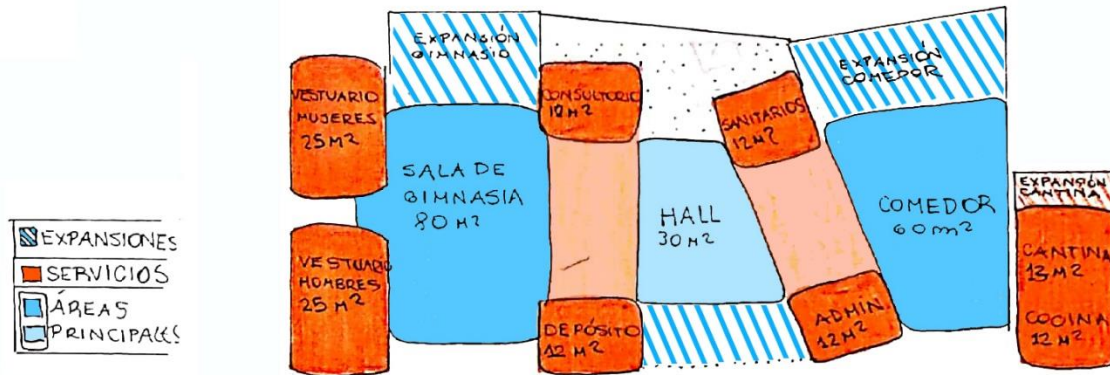 EXPANSIONES
SERVICIOS
ÁREAS
PRINCIPALES
VESTUARIO
MUJERES
25 M²
VESTUARIO
HOMBRES
25 M²
EXPANSIÓN
GIMNASIO
SALA DE
GIMNASIA
80 M²
CONSULTORIO
12 M²
DEPÓSITO
12 M²
HALL
30 M²
SANITARIOS
12 M²
ADMIN.
12 M²
EXPANSIÓN
COMEDOR
COMEDOR
60 m²
EXPANSIÓN
CANTINA
CANTINA
13 M²
COCINA
12 M²